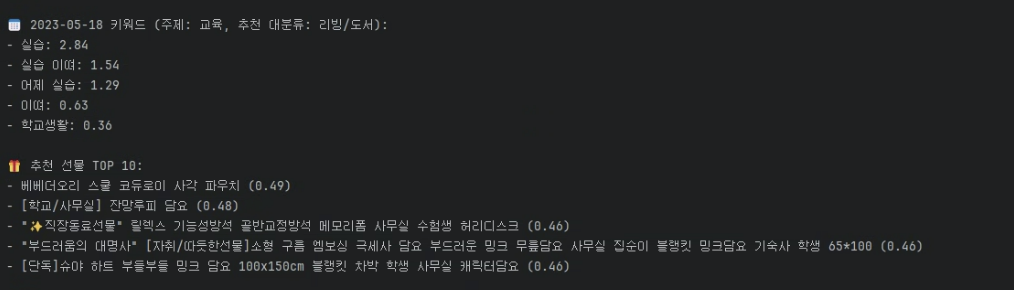 📅 2023-05-18 키워드 (주제: 교육, 추천 대분류: 리빙/도서):
- 실습: 2.84
- 실습 이뗘: 1.54
- 어제 실습: 1.29
- 이뗘: 0.63
- 학교생활: 0.36
🎁 추천 선물 TOP 10:
- 베베더오리 스쿨 코듀로이 사각 파우치 (0.49)
- [학교/사무실] 잔망루피 담요 (0.48)
- "✨직장동료선물" 릴렉스 기능성방석 골반교정방석 메모리폼 사무실 수험생 허리디스크 (0.46)
- "부드러움의 대명사" [자취/따듯한선물]소형 구름 엠보싱 극세사 담요 부드러운 밍크 무릎담요 사무실 집순이 블랭킷 밍크담요 기숙사 학생 65*100 (0.46)
- [단독]슈야 하트 부들부들 밍크 담요 100x150cm 블랭킷 차박 학생 사무실 캐릭터담요 (0.46)